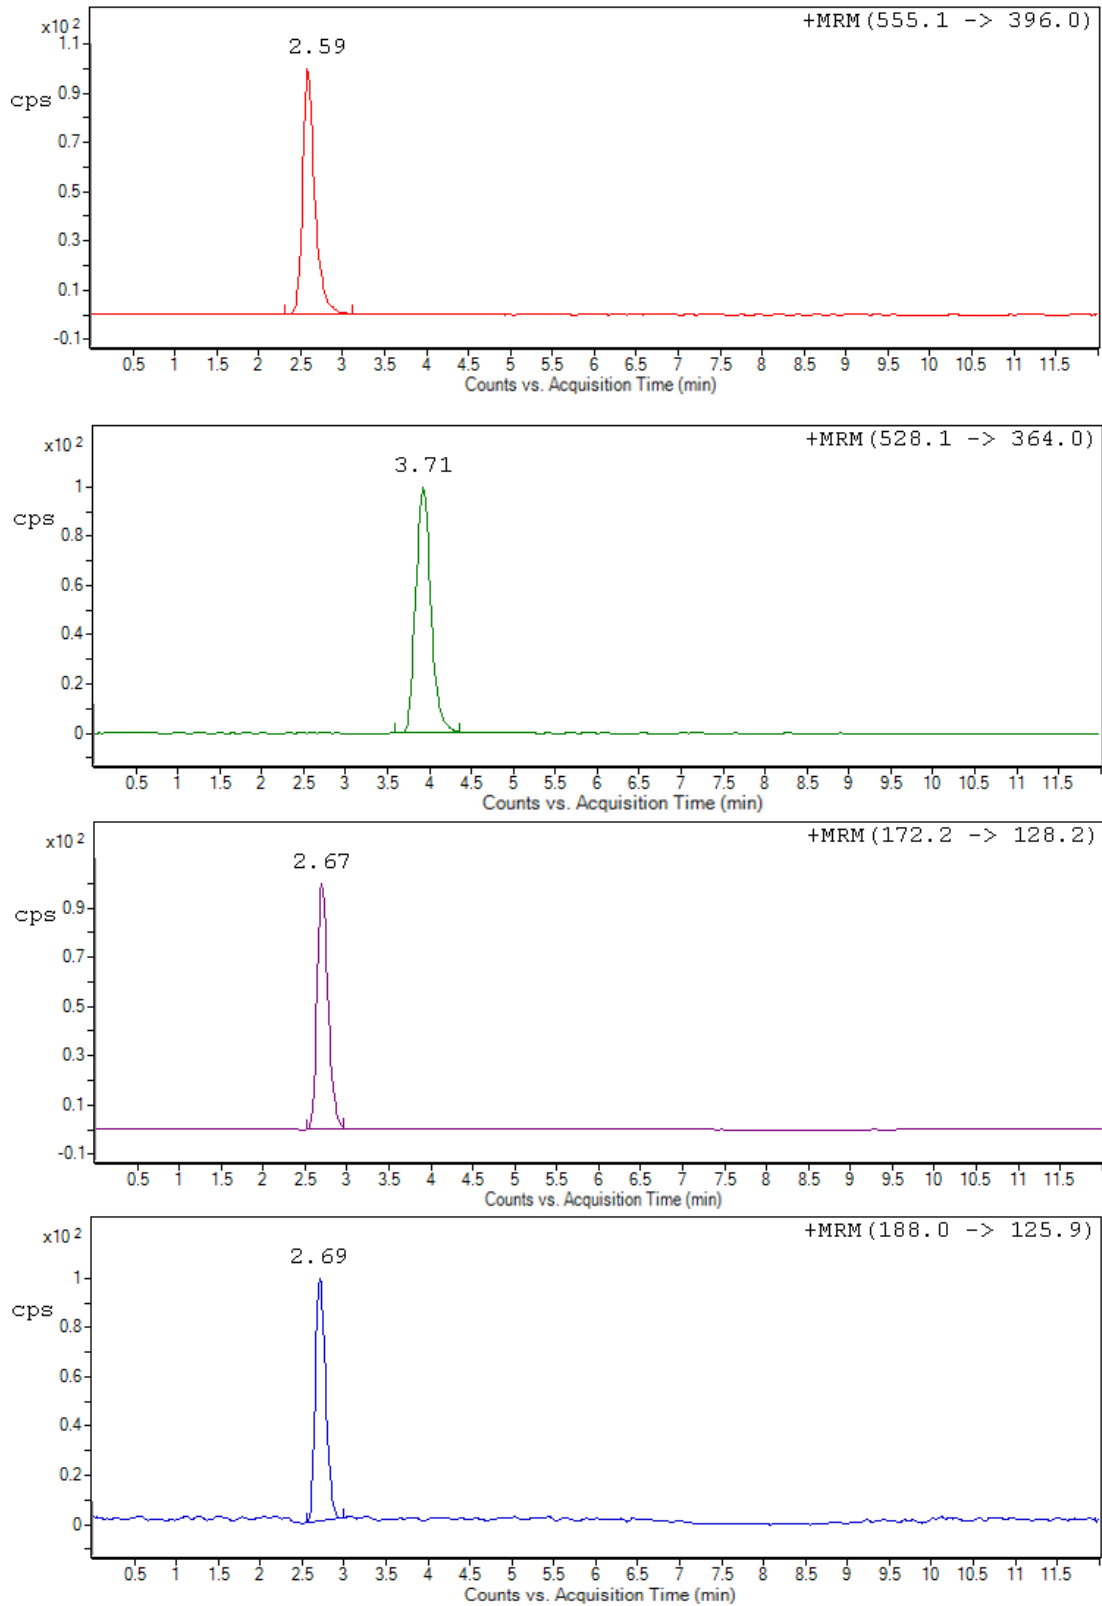 x10 2
+MRM(555.1 -> 396.0)
1.1
2.59
cps
0.9
0.7
0.5
0.3
0.1
-0.1
0.5 1 1.5 2 2.5 3 3.5 4 4.5 5 5.5 6 6.5 7 7.5 8 8.5 9 9.5 10 10.5 11 11.5
Counts vs. Acquisition Time (min)
x10 2
+MRM(528.1 -> 364.0)
3.71
1
cps
0.8
0.6
0.4
0.2
0
0.5 1 1.5 2 2.5 3 3.5 4 4.5 5 5.5 6 6.5 7 7.5 8 8.5 9 9.5 10 10.5 11 11.5
Counts vs. Acquisition Time (min)
x10 2
+MRM(172.2 -> 128.2)
2.67
cps
0.9
0.7
0.5
0.3
0.1
-0.1
0.5 1 1.5 2 2.5 3 3.5 4 4.5 5 5.5 6 6.5 7 7.5 8 8.5 9 9.5 10 10.5 11 11.5
Counts vs. Acquisition Time (min)
x10 2
+MRM(188.0 -> 125.9)
2.69
1
cps
0.8
0.6
0.4
0.2
0
0.5 1 1.5 2 2.5 3 3.5 4 4.5 5 5.5 6 6.5 7 7.5 8 8.5 9 9.5 10 10.5 11 11.5
Counts vs. Acquisition Time (min)